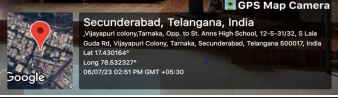 GPS Map Camera
Secunderabad, Telangana, India
,Vijayapuri colony,Tarnaka, Opp. to St. Anns High School, 12-5-31/32, S Lala
Guda Rd, Vijayapuri Colony, Tarnaka, Secunderabad, Telangana 500017, India
Lat 17.430164°
Long 78.532327°
06/07/23 02:51 PM GMT +05:30
Google